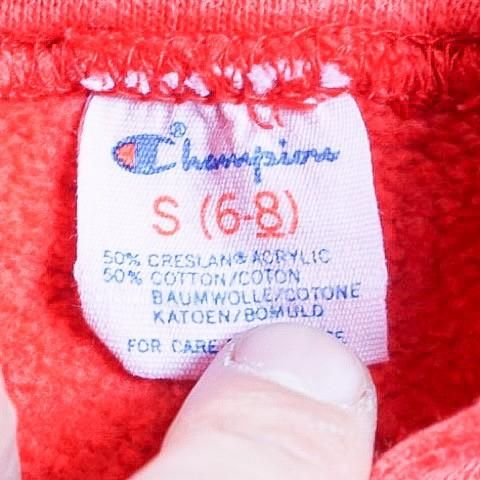 Champion®
S (6-8)
50% CRESLAN® ACRYLIC
50% COTTON/COTON
BAUMWOLLE/COTONE
KATOEN/BOMULD
FOR CARE